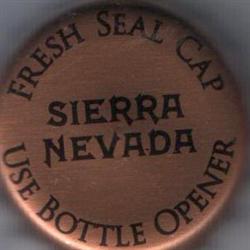 FRESH SEAL CAP
SIERRA
NEVADA
USE BOTTLE OPENER